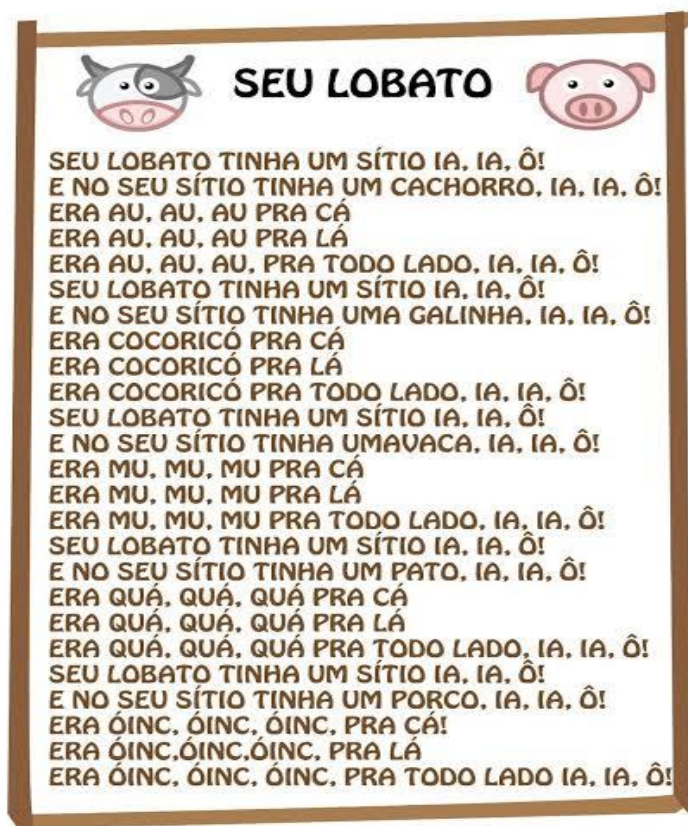 SEU LOBATO
SEU LOBATO TINHA UM SÍTIO IA, IA, Ô!
E NO SEU SÍTIO TINHA UM CACHORRO, IA, IA, Ô!
ERA AU, AU, AU PRA CÁ
ERA AU, AU, AU PRA LÁ
ERA AU, AU, AU, PRA TODO LADO, IA, IA, Ô!
SEU LOBATO TINHA UM SÍTIO IA, IA, Ô!
E NO SEU SÍTIO TINHA UMA GALINHA, IA, IA, Ô!
ERA COCORICÓ PRA CÁ
ERA COCORICÓ PRA LÁ
ERA COCORICÓ PRA TODO LADO, IA, IA, Ô!
SEU LOBATO TINHA UM SÍTIO IA, IA, Ô!
E NO SEU SÍTIO TINHA UMAVACA, IA, IA, Ô!
ERA MU, MU, MU PRA CÁ
ERA MU, MU, MU PRA LÁ
ERA MU, MU, MU PRA TODO LADO, IA, IA, Ô!
SEU LOBATO TINHA UM SÍTIO IA, IA, Ô!
E NO SEU SÍTIO TINHA UM PATO, IA, IA, Ô!
ERA QUÁ, QUÁ, QUÁ PRA CÁ
ERA QUÁ, QUÁ, QUÁ PRA LÁ
ERA QUÁ, QUÁ, QUÁ PRA TODO LADO, IA, IA, Ô!
SEU LOBATO TINHA UM SÍTIO IA, IA, Ô!
E NO SEU SÍTIO TINHA UM PORCO, IA, IA, Ô!
ERA ÓINC, ÓINC, ÓINC, PRA CÁ!
ERA ÓINC,ÓINC,ÓINC, PRA LÁ
ERA ÓINC, ÓINC, ÓINC, PRA TODO LADO IA, IA, Ô!